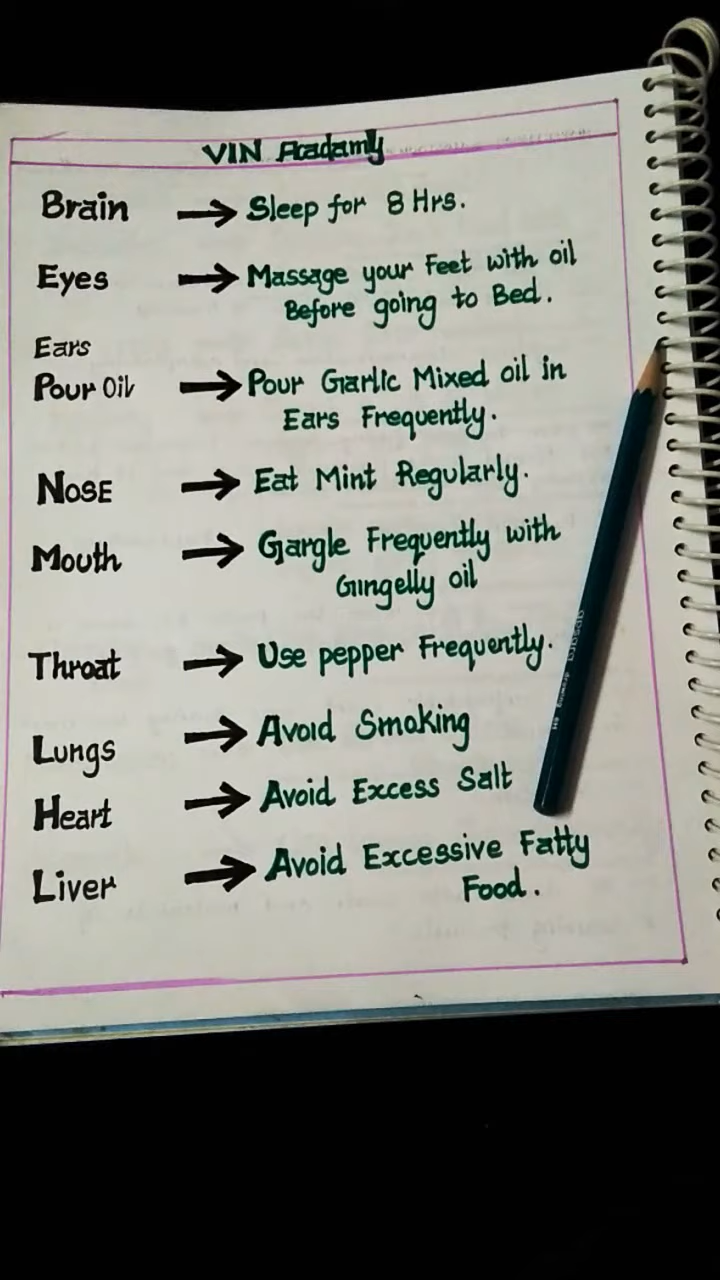 VIN Acadamy
Brain → Sleep for 8 Hrs.
Eyes → Massage your Feet with oil
Before going to Bed.
Ears
Pour Oil → Pour Garlic Mixed oil in
Ears Frequently.
NOSE → Eat Mint Regularly.
Mouth → Gargle Frequently with
Gingelly oil
Throat → Use pepper Frequently.
Lungs → Avoid Smoking
Heart → Avoid Excess Salt
Liver → Avoid Excessive Fatty
Food.